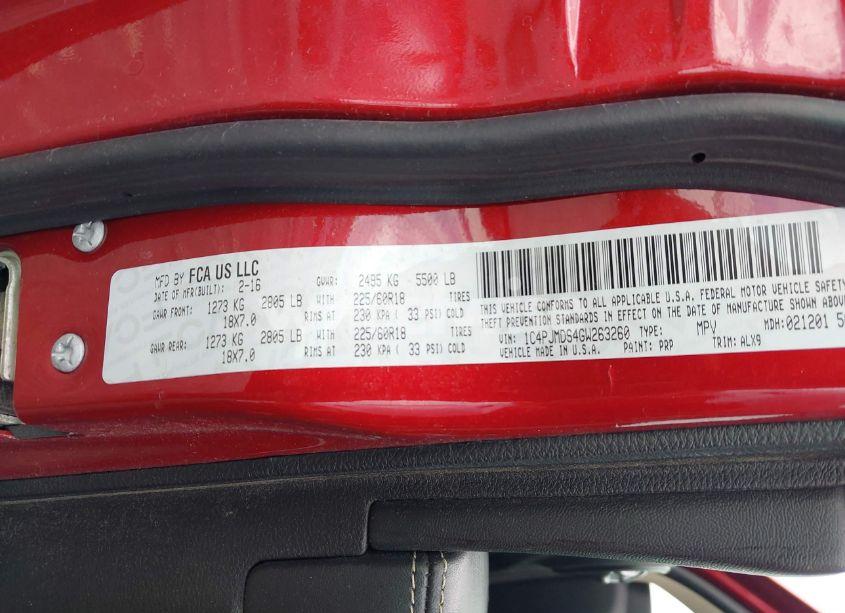 MFD BY FCA US LLC
DATE OF MFR(BUILT): 2-16 GVWR: 2495 KG 5500 LB
GAWR FRONT: 1273 KG 2805 LB WITH 225/60R18 TIRES
18X7.0 RIMS AT 230 KPA ( 33 PSI) COLD
GAWR REAR: 1273 KG 2805 LB WITH 225/60R18 TIRES
18X7.0 RIMS AT 230 KPA ( 33 PSI) COLD
THIS VEHICLE CONFORMS TO ALL APPLICABLE U.S.A. FEDERAL MOTOR VEHICLE SAFETY
THEFT PREVENTION STANDARDS IN EFFECT ON THE DATE OF MANUFACTURE SHOWN ABOVE.
VIN: 1C4PJMDS4GW263260 TYPE: MPV MDH: 021201
VEHICLE MADE IN U.S.A. PAINT: PRP TRIM: ALX9